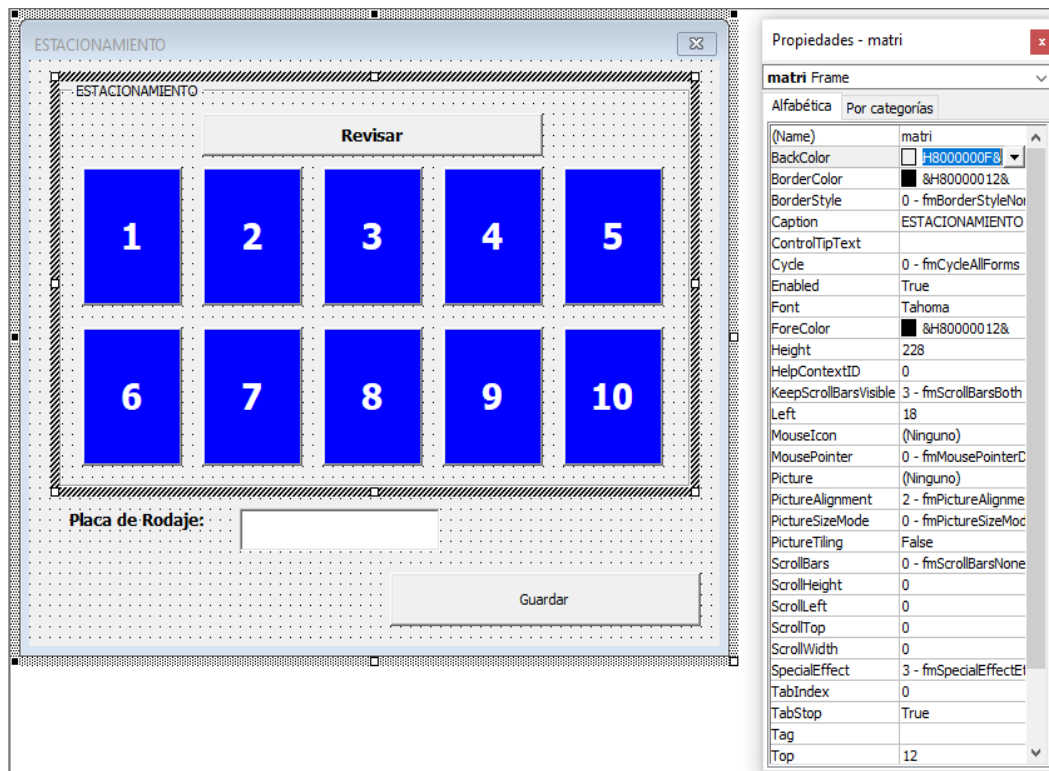 ESTACIONAMIENTO
ESTACIONAMIENTO
Revisar
1 2 3 4 5
6 7 8 9 10
Placa de Rodaje:
Guardar
Propiedades - matri
x
matri Frame
Alfabética Por categorías
(Name) matri
BackColor H8000000F&
BorderColor &H80000012&
BorderStyle 0 - fmBorderStyleNor
Caption ESTACIONAMIENTO
ControlTipText
Cycle 0 - fmCycleAllForms
Enabled True
Font Tahoma
ForeColor &H80000012&
Height 228
HelpContextID 0
KeepScrollBarsVisible 3 - fmScrollBarsBoth
Left 18
MouseIcon (Ninguno)
MousePointer 0 - fmMousePointerD
Picture (Ninguno)
PictureAlignment 2 - fmPictureAlignme
PictureSizeMode 0 - fmPictureSizeMod
PictureTiling False
ScrollBars 0 - fmScrollBarsNone
ScrollHeight 0
ScrollLeft 0
ScrollTop 0
ScrollWidth 0
SpecialEffect 3 - fmSpecialEffectEt
TabIndex 0
TabStop True
Tag
Top 12